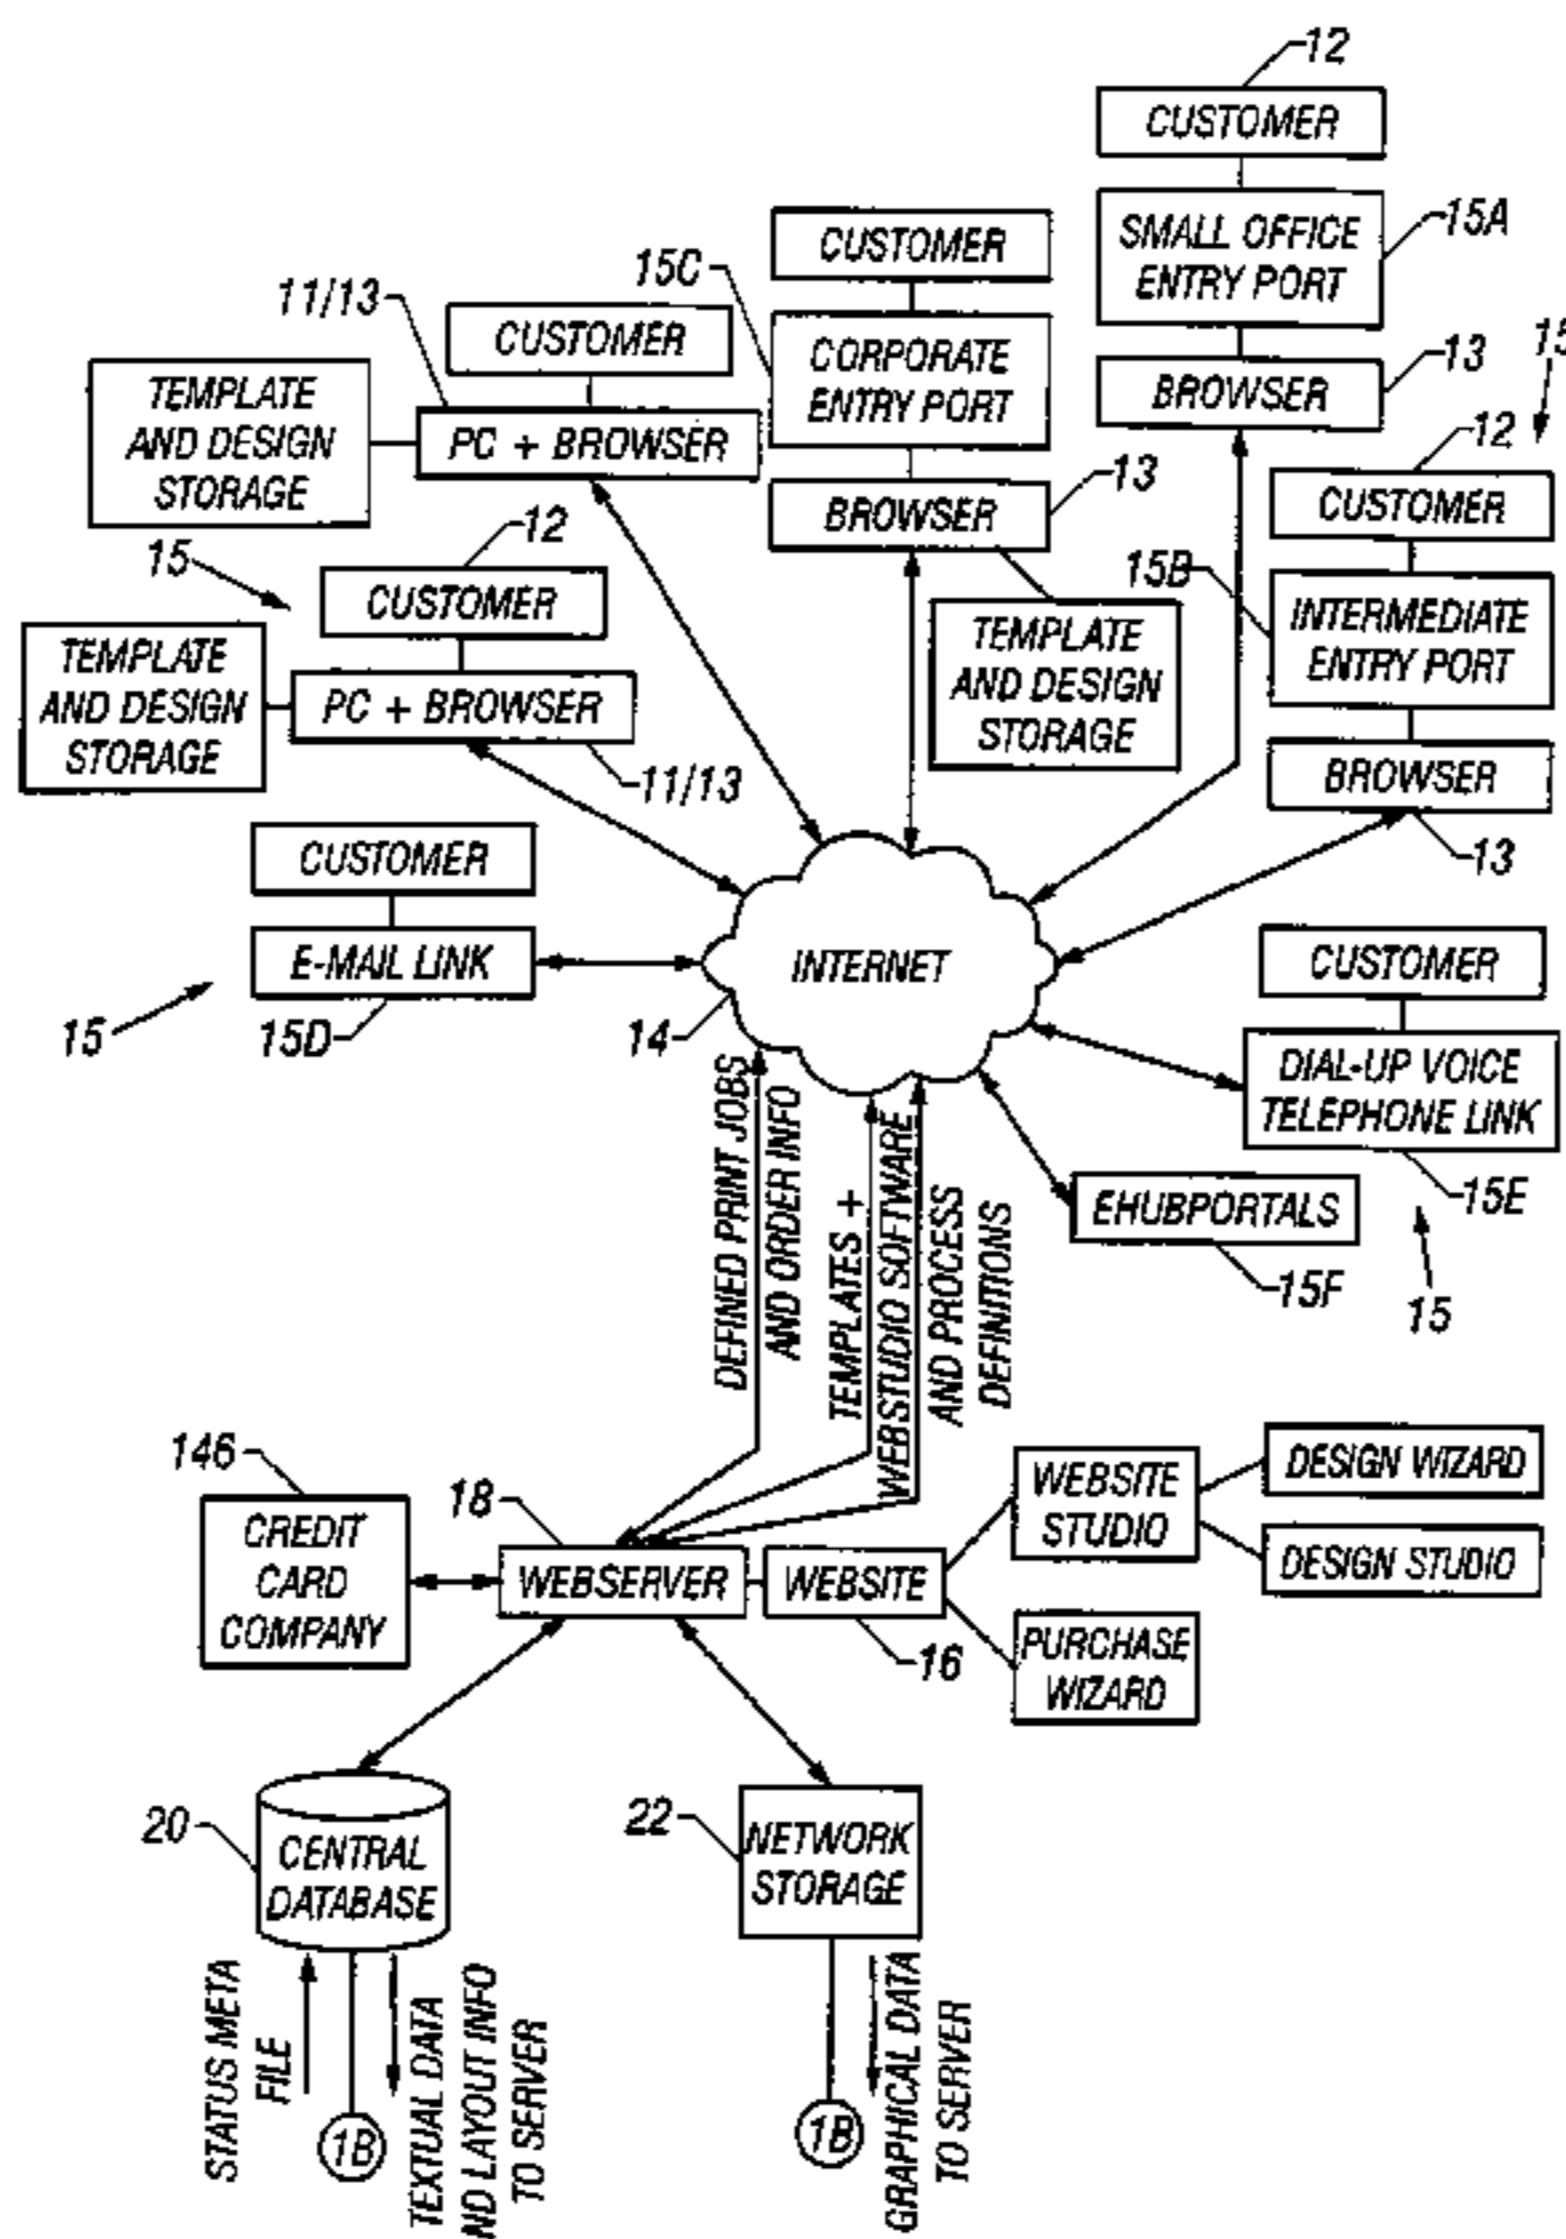 12
CUSTOMER
SMALL OFFICE
ENTRY PORT
15A
BROWSER
13
15
CUSTOMER
15C
CORPORATE
ENTRY PORT
BROWSER
13
TEMPLATE
AND DESIGN
STORAGE
11/13
CUSTOMER
TEMPLATE
AND DESIGN
STORAGE
PC + BROWSER
12
CUSTOMER
15B
INTERMEDIATE
ENTRY PORT
BROWSER
13
15
12
CUSTOMER
TEMPLATE
AND DESIGN
STORAGE
PC + BROWSER
11/13
CUSTOMER
E-MAIL LINK
15
15D
INTERNET
14
CUSTOMER
DIAL-UP VOICE
TELEPHONE LINK
15E
EHUBPORTALS
15F
15
DEFINED PRINT JOBS
AND ORDER INFO
TEMPLATES +
WEBSTUDIO SOFTWARE
AND PROCESS
DEFINITIONS
146
CREDIT
CARD
COMPANY
18
WEBSERVER
WEBSITE
16
WEBSITE
STUDIO
DESIGN WIZARD
DESIGN STUDIO
PURCHASE
WIZARD
20
CENTRAL
DATABASE
22
NETWORK
STORAGE
STATUS META
FILE
1B
TEXTUAL DATA
ND LAYOUT INFO
TO SERVER
1B
GRAPHICAL DATA
TO SERVER